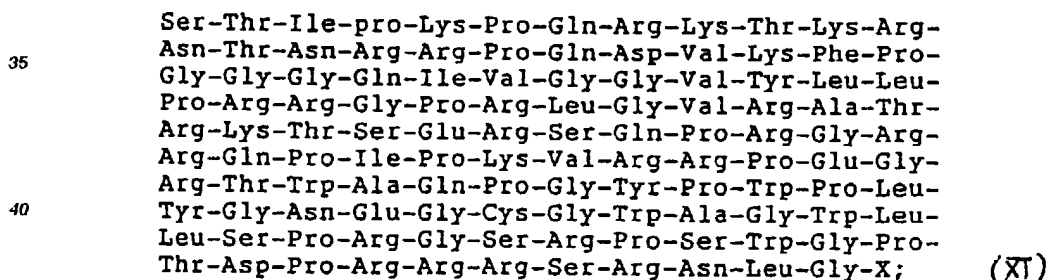 Ser-Thr-Ile-pro-Lys-Pro-Gln-Arg-Lys-Thr-Lys-Arg-
35 Asn-Thr-Asn-Arg-Arg-Pro-Gln-Asp-Val-Lys-Phe-Pro-
Gly-Gly-Gly-Gln-Ile-Val-Gly-Gly-Val-Tyr-Leu-Leu-
Pro-Arg-Arg-Gly-Pro-Arg-Leu-Gly-Val-Arg-Ala-Thr-
Arg-Lys-Thr-Ser-Glu-Arg-Ser-Gln-Pro-Arg-Gly-Arg-
Arg-Gln-Pro-Ile-Pro-Lys-Val-Arg-Arg-Pro-Glu-Gly-
Arg-Thr-Trp-Ala-Gln-Pro-Gly-Tyr-Pro-Trp-Pro-Leu-
40 Tyr-Gly-Asn-Glu-Gly-Cys-Gly-Trp-Ala-Gly-Trp-Leu-
Leu-Ser-Pro-Arg-Gly-Ser-Arg-Pro-Ser-Trp-Gly-Pro-
Thr-Asp-Pro-Arg-Arg-Arg-Ser-Arg-Asn-Leu-Gly-X; (XI)